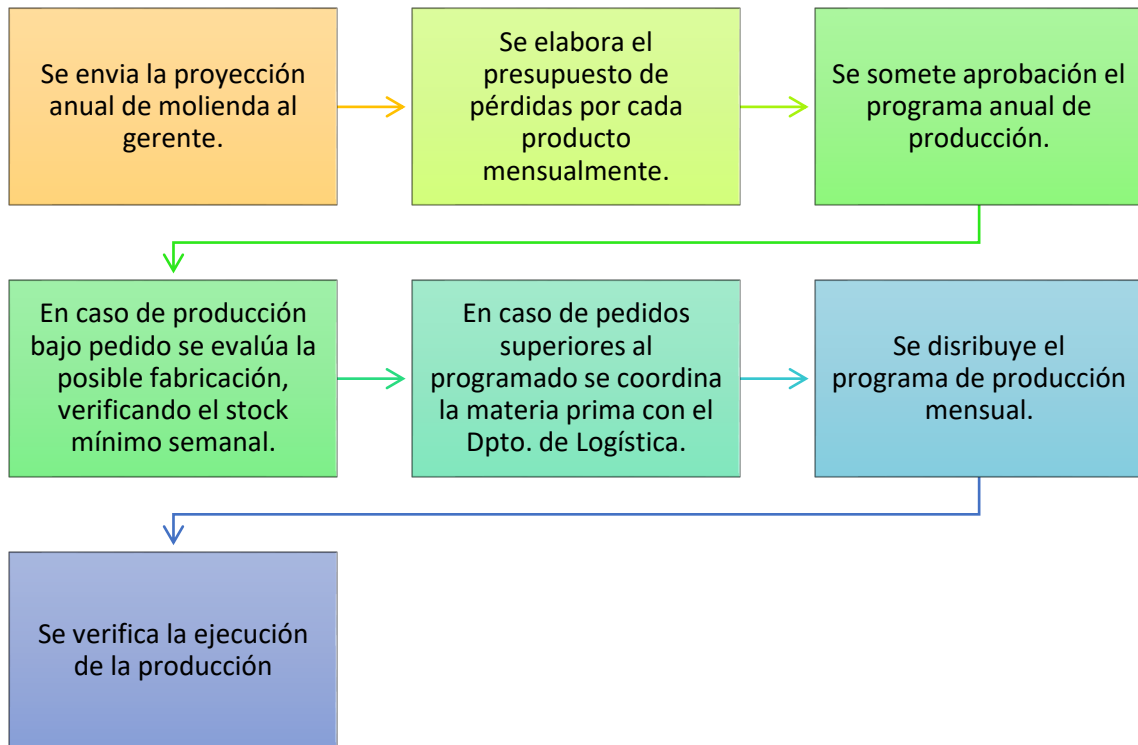 Se envia la proyección
anual de molienda al
gerente.
Se elabora el
presupuesto de
pérdidas por cada
producto
mensualmente.
Se somete aprobación el
programa anual de
producción.
En caso de producción
bajo pedido se evalúa la
posible fabricación,
verificando el stock
mínimo semanal.
En caso de pedidos
superiores al
programado se coordina
la materia prima con el
Dpto. de Logística.
Se disribuye el
programa de producción
mensual.
Se verifica la ejecución
de la producción